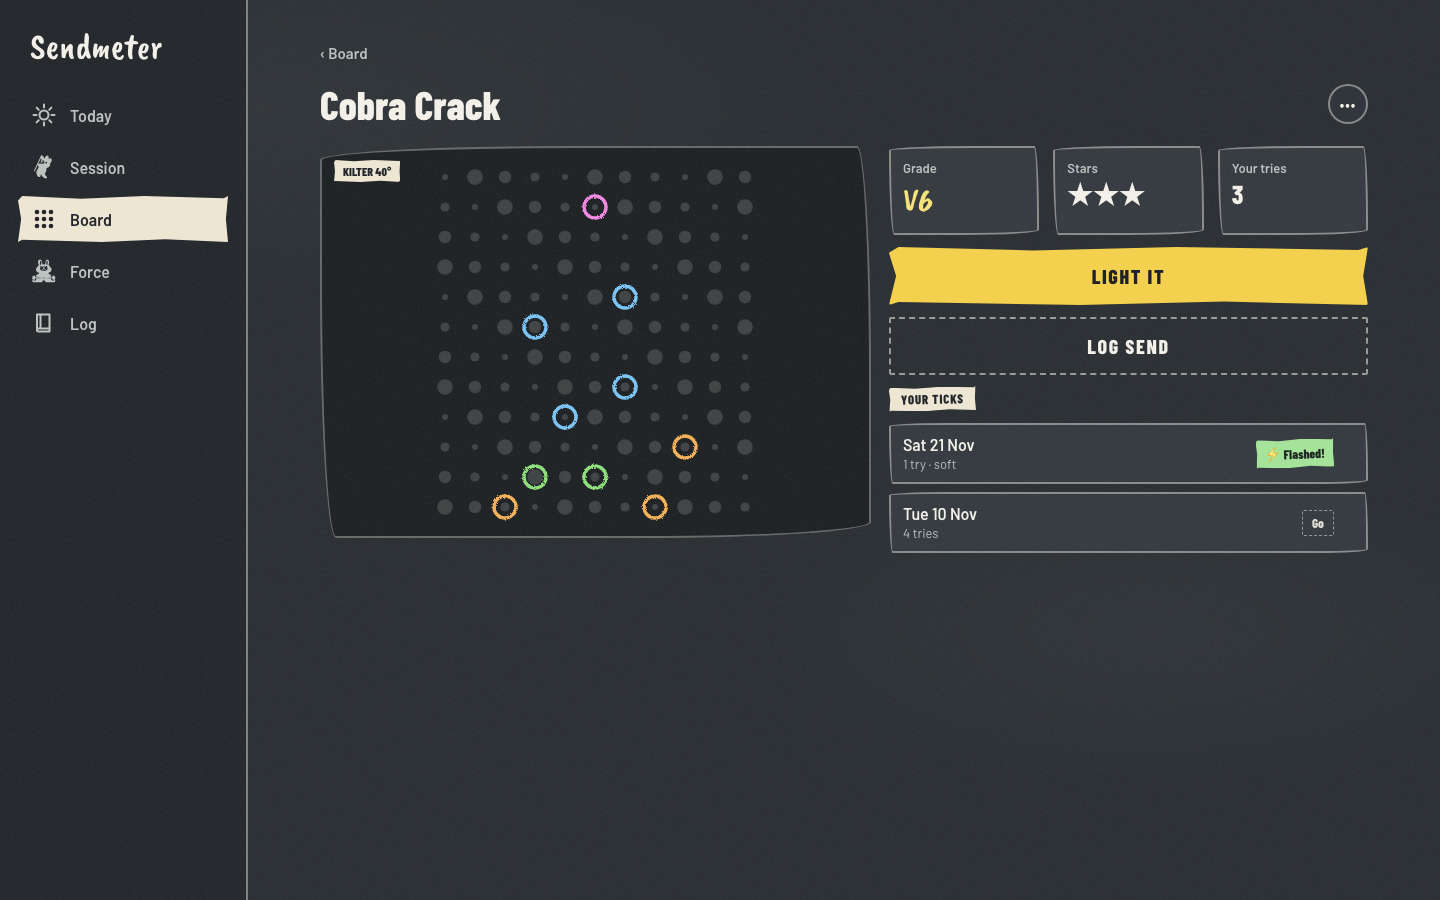 Sendmeter
Today
Session
Board
Force
Log
‹ Board
Cobra Crack
KILTER 40°
Grade
V6
Stars
★★★
Your tries
3
LIGHT IT
LOG SEND
YOUR TICKS
Sat 21 Nov
1 try · soft
⚡ Flashed!
Tue 10 Nov
4 tries
Go